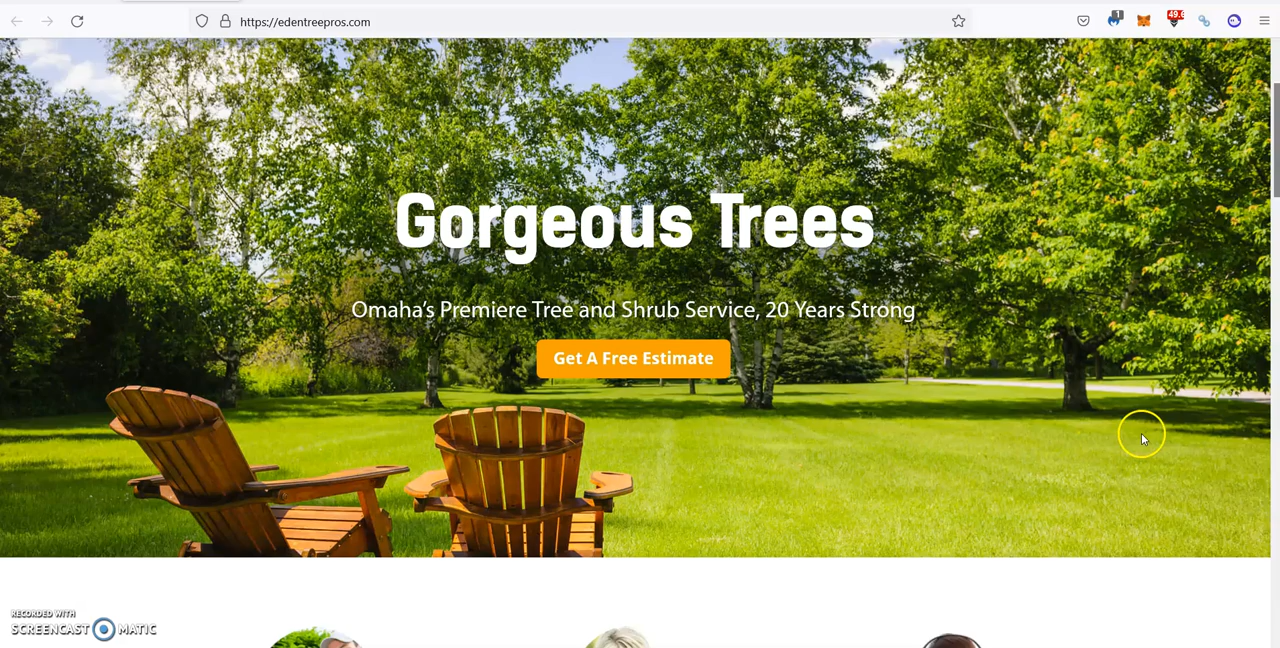 https://edentreepros.com
1
Gorgeous Trees
Omaha's Premiere Tree and Shrub Service, 20 Years Strong
Get A Free Estimate
RECORDED WITH
SCREENCAST MATIC